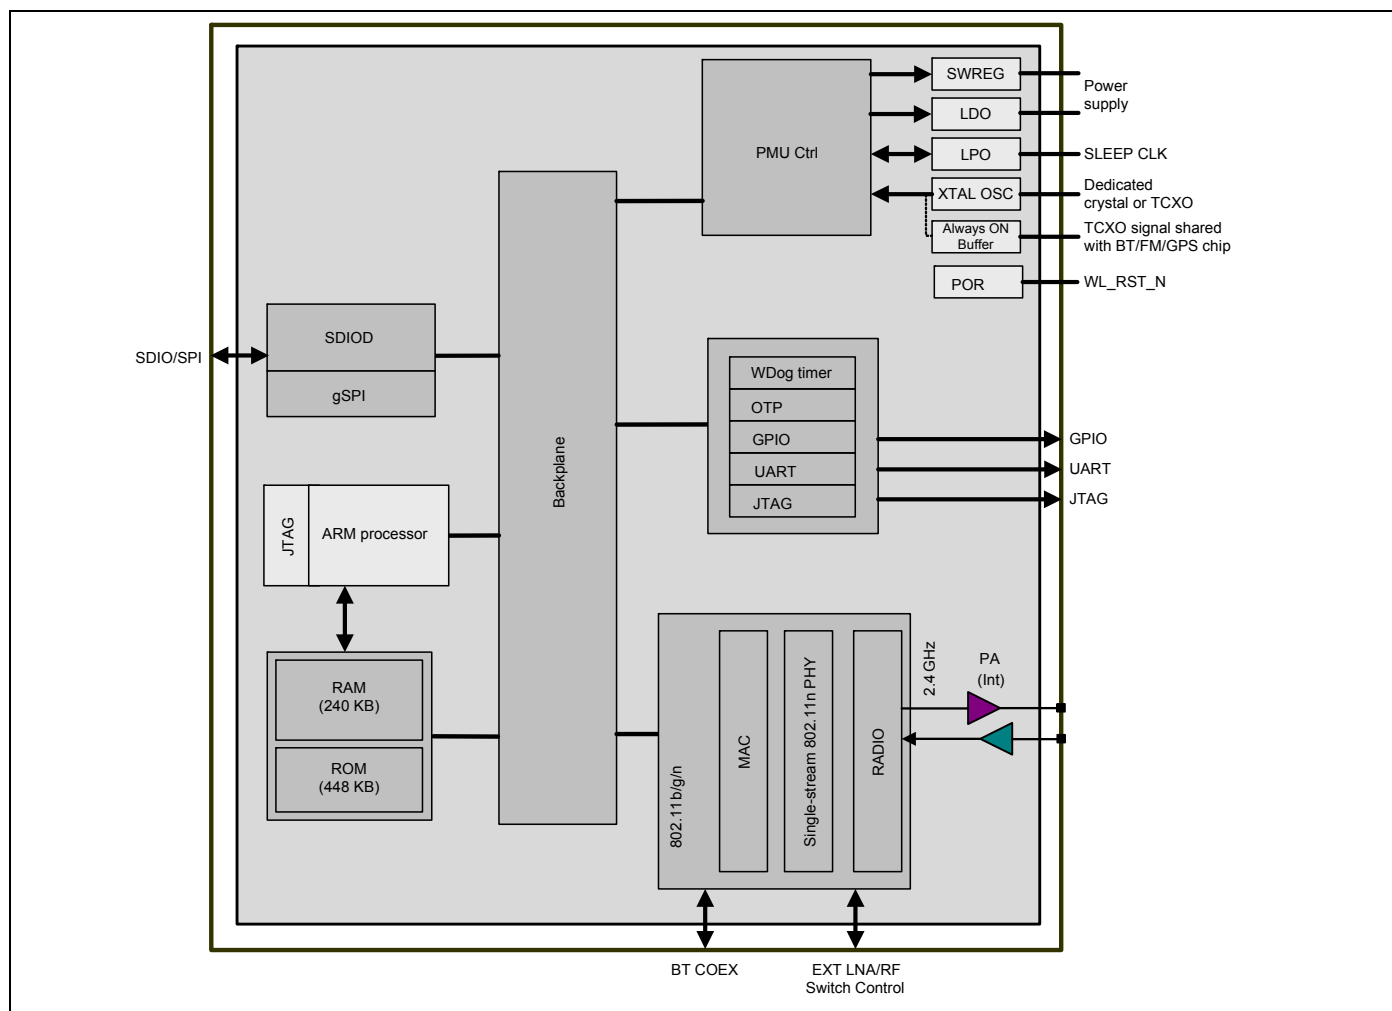 SWREG
Power
supply
LDO
PMU Ctrl
LPO
SLEEP CLK
XTAL OSC
Dedicated
crystal or TCXO
Always ON
Buffer
TCXO signal shared
with BT/FM/GPS chip
POR
WL_RST_N
SDIO/SPI
SDIOD
gSPI
Backplane
WDog timer
OTP
GPIO
UART
JTAG
GPIO
UART
JTAG
JTAG
ARM processor
RAM
(240 KB)
ROM
(448 KB)
802.11b/g/n
MAC
Single-stream 802.11n PHY
RADIO
2.4 GHz
PA
(Int)
BT COEX
EXT LNA/RF
Switch Control